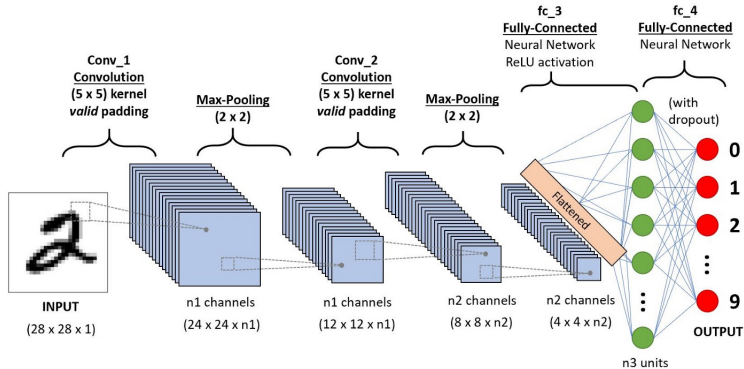 fc_3
Fully-Connected
Neural Network
ReLU activation
fc_4
Fully-Connected
Neural Network
Conv_1
Convolution
(5 x 5) kernel
valid padding
Max-Pooling
(2 x 2)
Conv_2
Convolution
(5 x 5) kernel
valid padding
Max-Pooling
(2 x 2)
(with
dropout)
Flattened
0
1
2
9
2
INPUT
(28 x 28 x 1)
n1 channels
(24 x 24 x n1)
n1 channels
(12 x 12 x n1)
n2 channels
(8 x 8 x n2)
n2 channels
(4 x 4 x n2)
OUTPUT
n3 units